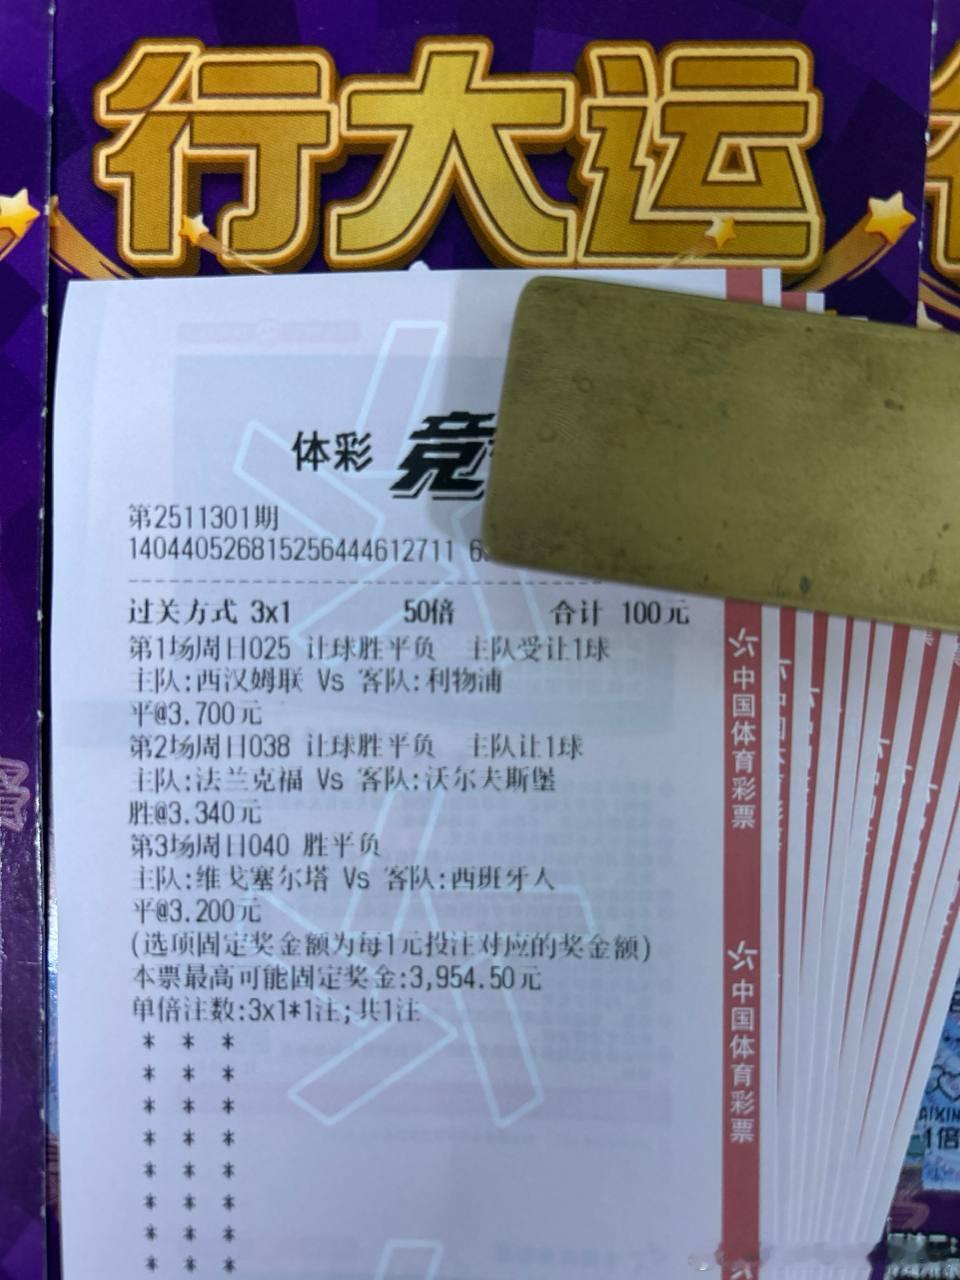 行大运
体彩 竞
第2511301期
140440526815256444612711 6
过关方式 3x1 50倍 合计 100元
第1场周日025 让球胜平负 主队受让1球
主队:西汉姆联 Vs 客队:利物浦
平@3.700元
第2场周日038 让球胜平负 主队让1球
主队:法兰克福 Vs 客队:沃尔夫斯堡
胜@3.340元
第3场周日040 胜平负
主队:维戈塞尔塔 Vs 客队:西班牙人
平@3.200元
(选项固定奖金额为每1元投注对应的奖金额)
本票最高可能固定奖金:3,954.50元
单倍注数:3x1*1注;共1注
* * *
* * *
* * *
* * *
* * *
* * *
* * *
* * *
中国体育彩票
中国体育彩票
1倍